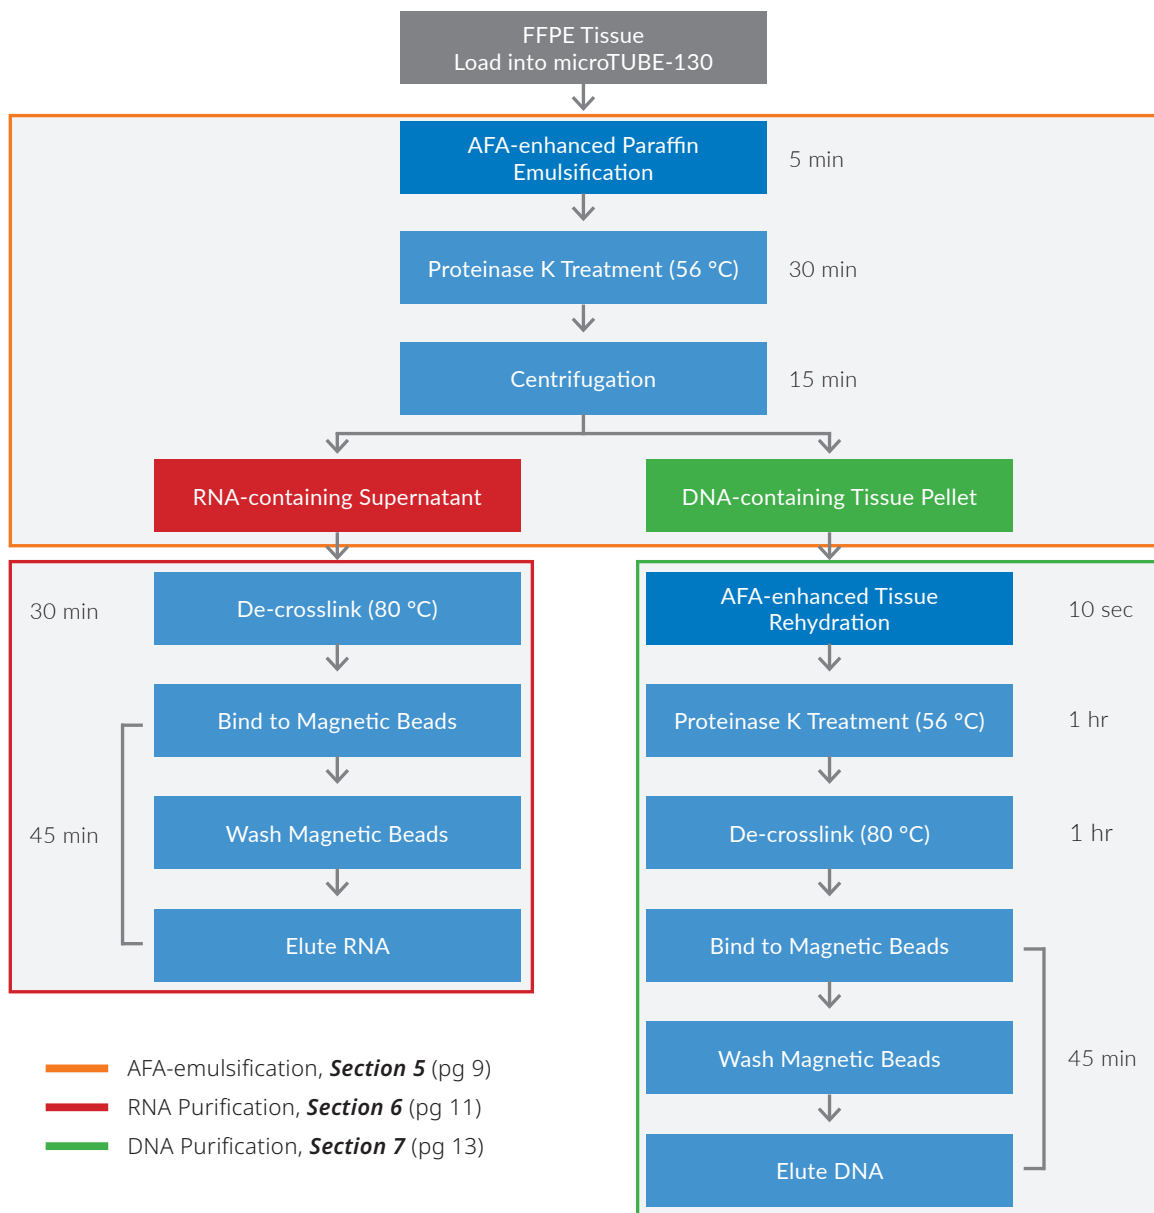 FFPE Tissue
Load into microTUBE-130
AFA-enhanced Paraffin
Emulsification
5 min
Proteinase K Treatment (56 °C)
30 min
Centrifugation
15 min
RNA-containing Supernatant
DNA-containing Tissue Pellet
30 min
De-crosslink (80 °C)
Bind to Magnetic Beads
45 min
Wash Magnetic Beads
Elute RNA
AFA-enhanced Tissue
Rehydration
10 sec
Proteinase K Treatment (56 °C)
1 hr
De-crosslink (80 °C)
1 hr
Bind to Magnetic Beads
Wash Magnetic Beads
45 min
Elute DNA
AFA-emulsification, Section 5 (pg 9)
RNA Purification, Section 6 (pg 11)
DNA Purification, Section 7 (pg 13)